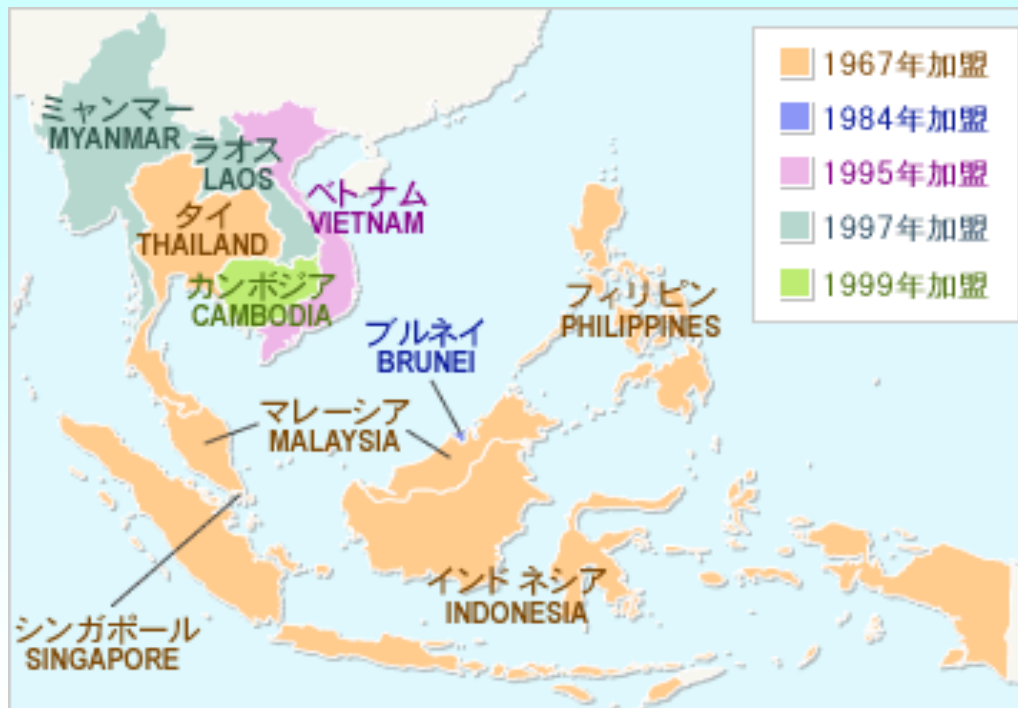 1967年加盟
1984年加盟
1995年加盟
1997年加盟
1999年加盟
ミャンマー
MYANMAR
ラオス
LAOS
ベトナム
VIETNAM
タイ
THAILAND
カンボジア
CAMBODIA
フィリピン
PHILIPPINES
ブルネイ
BRUNEI
マレーシア
MALAYSIA
インドネシア
INDONESIA
シンガポール
SINGAPORE